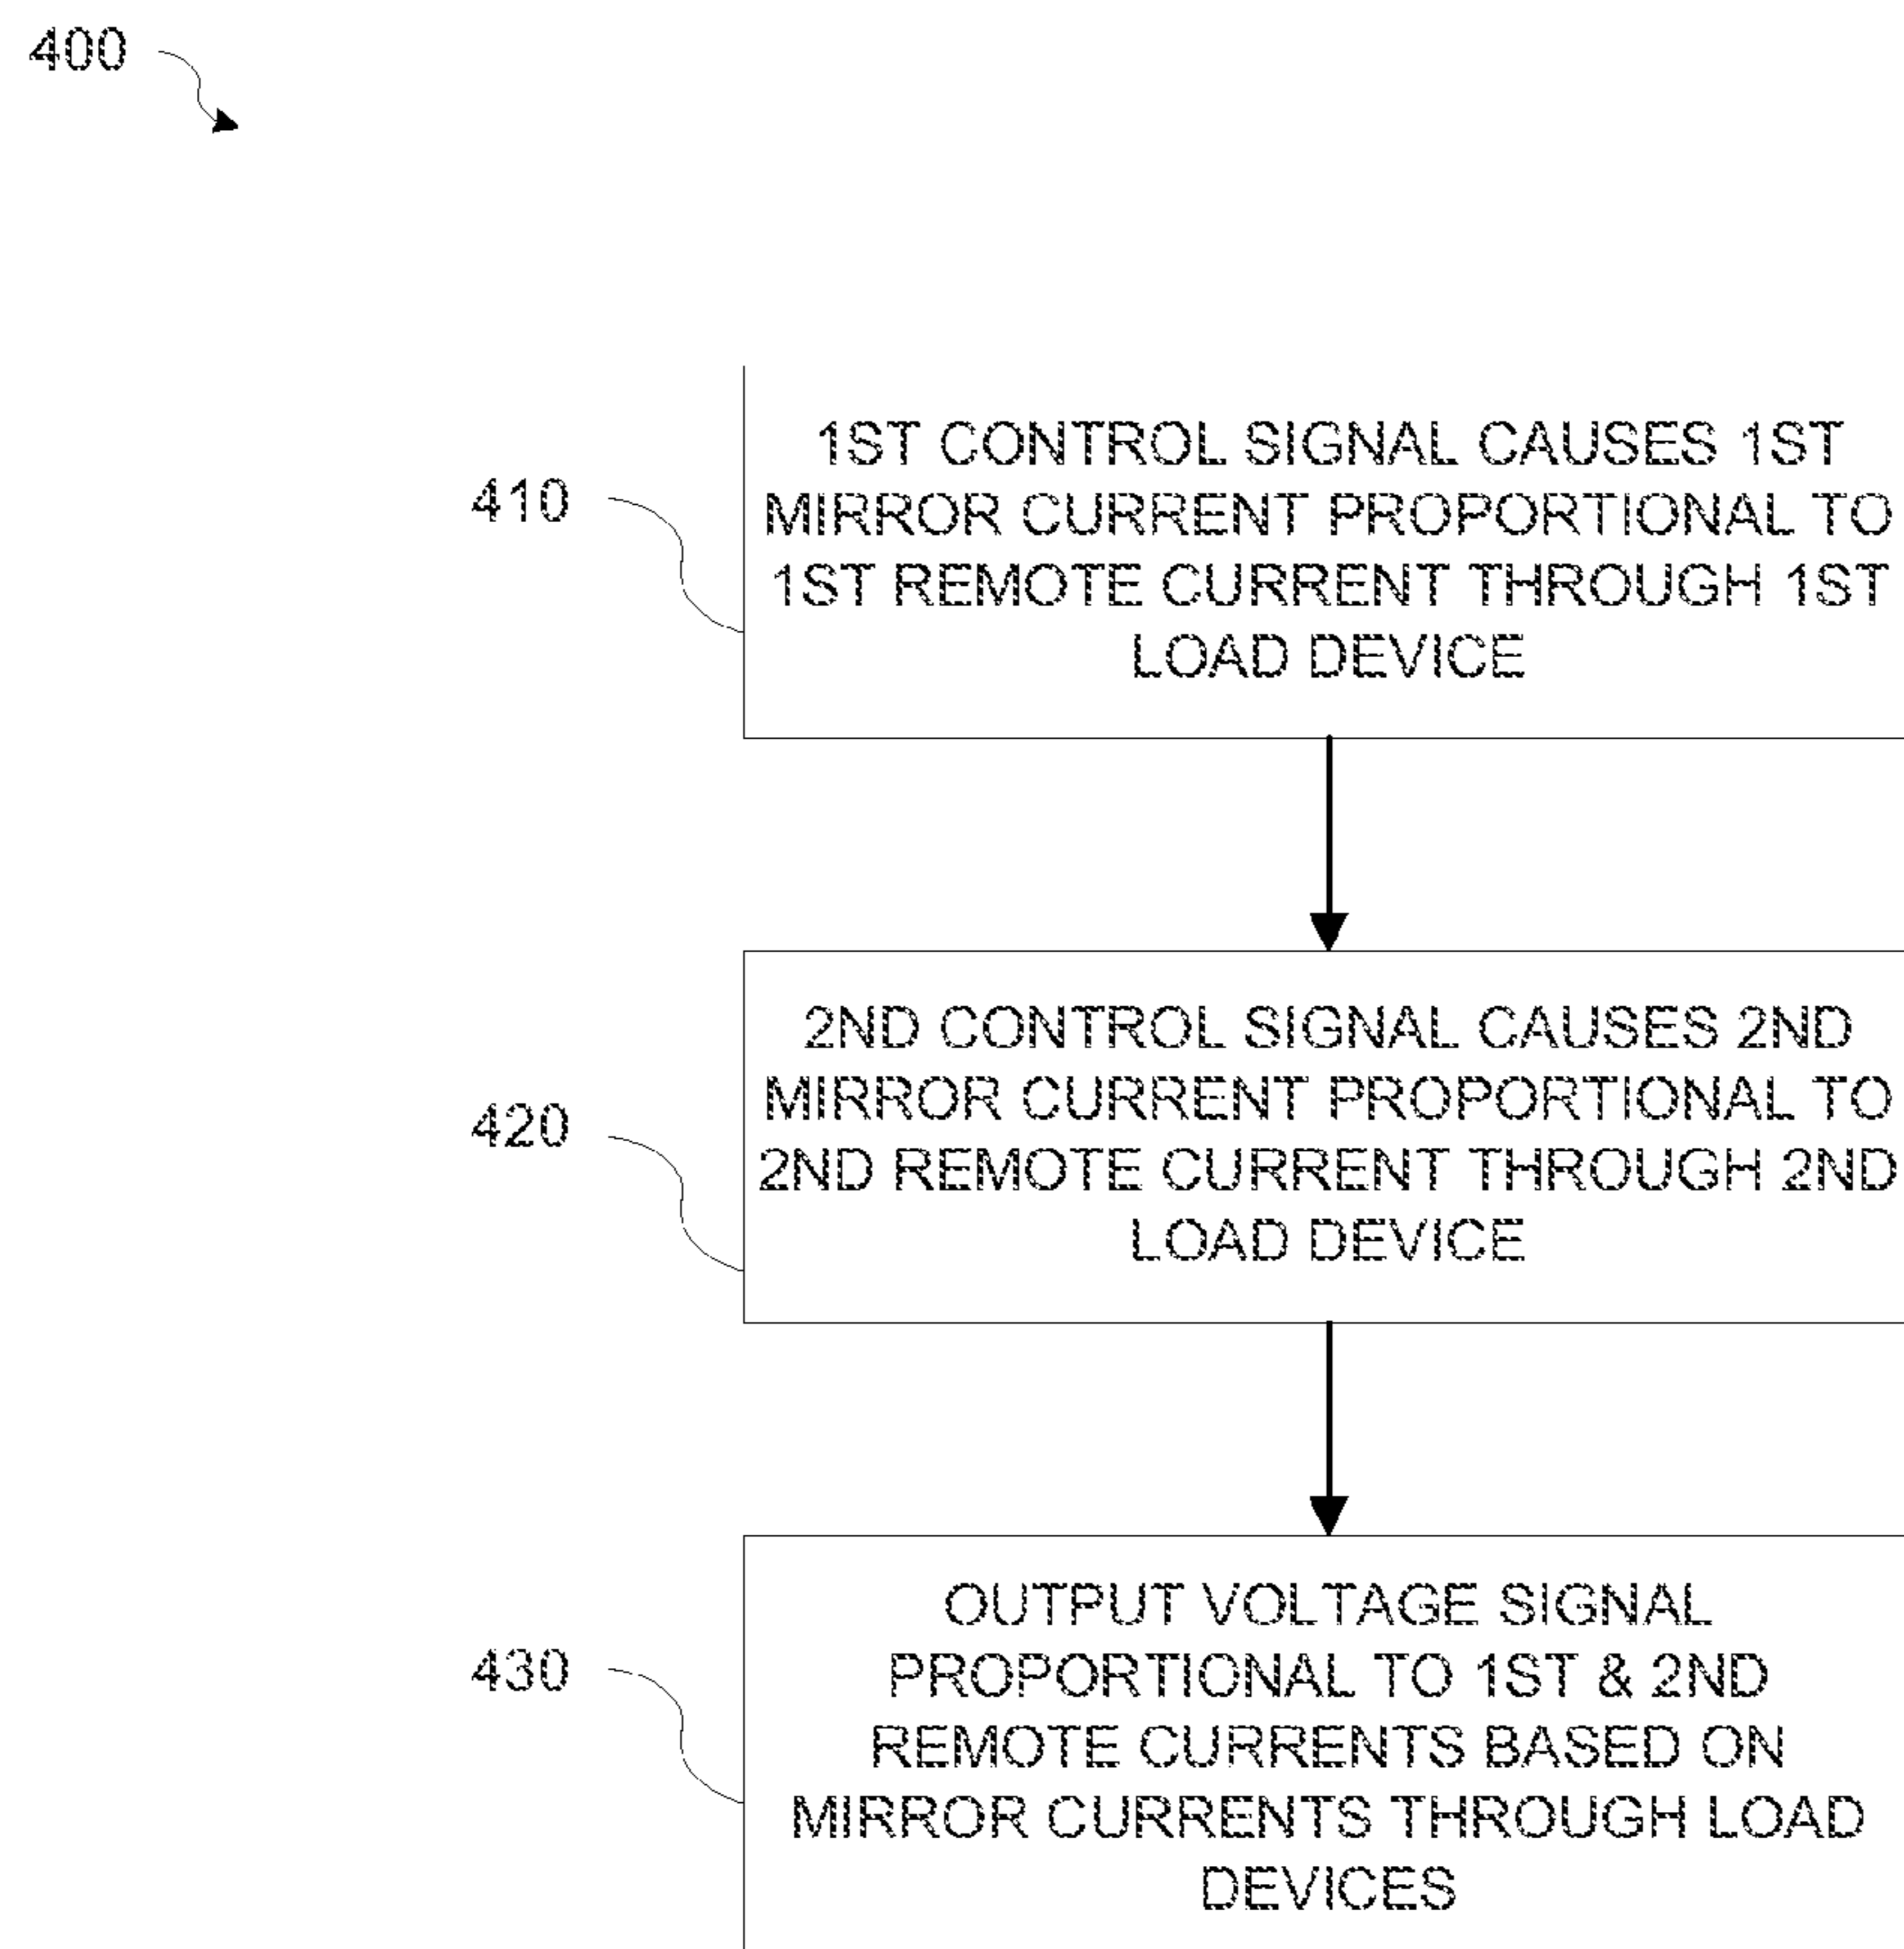 400
410
1ST CONTROL SIGNAL CAUSES 1ST
MIRROR CURRENT PROPORTIONAL TO
1ST REMOTE CURRENT THROUGH 1ST
LOAD DEVICE
420
2ND CONTROL SIGNAL CAUSES 2ND
MIRROR CURRENT PROPORTIONAL TO
2ND REMOTE CURRENT THROUGH 2ND
LOAD DEVICE
430
OUTPUT VOLTAGE SIGNAL
PROPORTIONAL TO 1ST & 2ND
REMOTE CURRENTS BASED ON
MIRROR CURRENTS THROUGH LOAD
DEVICES